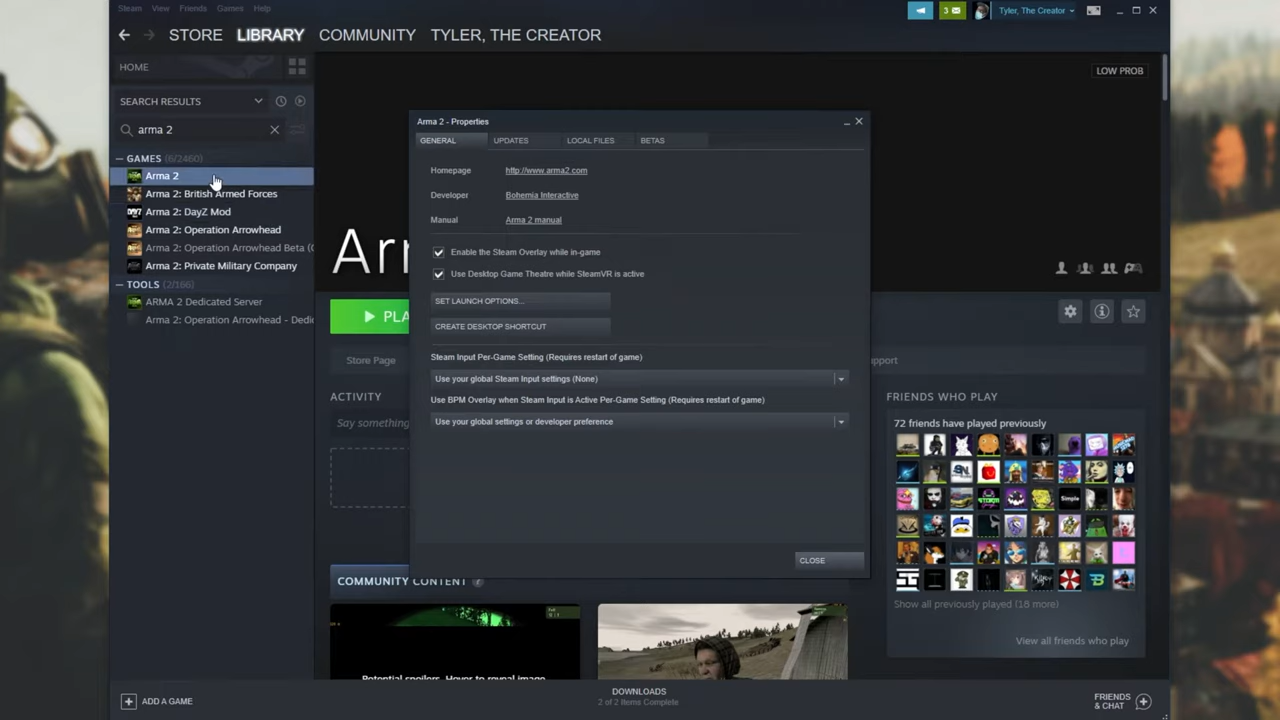 Steam View Friends Games Help
3
Tyler, The Creator
STORE LIBRARY COMMUNITY TYLER, THE CREATOR
HOME
LOW PROB
SEARCH RESULTS
arma 2
GAMES (6/2460)
Arma 2
Arma 2: British Armed Forces
Arma 2: DayZ Mod
Arma 2: Operation Arrowhead
Arma 2: Operation Arrowhead Beta (
Arma 2: Private Military Company
TOOLS (2/166)
ARMA 2 Dedicated Server
Arma 2: Operation Arrowhead - Dedi
Arma 2 - Properties
GENERAL UPDATES LOCAL FILES BETAS
Homepage http://www.arma2.com
Developer Bohemia Interactive
Manual Arma 2 manual
Enable the Steam Overlay while in-game
Use Desktop Game Theatre while SteamVR is active
SET LAUNCH OPTIONS...
CREATE DESKTOP SHORTCUT
Steam Input Per-Game Setting (Requires restart of game)
Use your global Steam Input settings (None)
Use BPM Overlay when Steam Input is Active Per-Game Setting (Requires restart of game)
Use your global settings or developer preference
CLOSE
Ar
PLA
Store Page
upport
ACTIVITY
Say something
FRIENDS WHO PLAY
72 friends have played previously
Simple
Show all previously played (18 more)
View all friends who play
COMMUNITY CONTENT ?
Potential spoilers. Hover to reveal image.
ADD A GAME
DOWNLOADS
2 of 2 Items Complete
FRIENDS
& CHAT